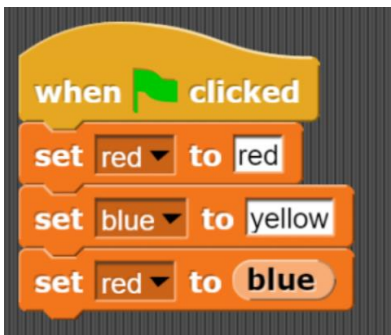 when clicked
set red to red
set blue to yellow
set red to blue